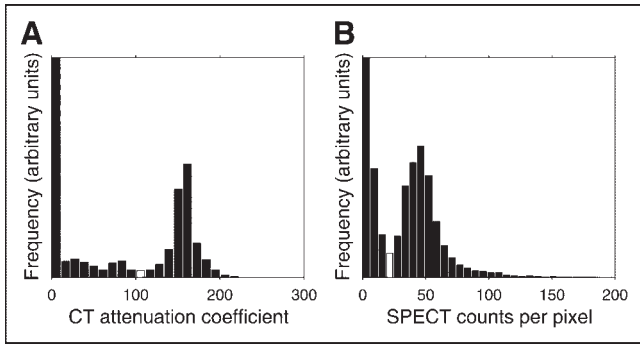 A
B
Frequency (arbitrary units)
Frequency (arbitrary units)
0 100 200 300
0 50 100 150 200
CT attenuation coefficient
SPECT counts per pixel